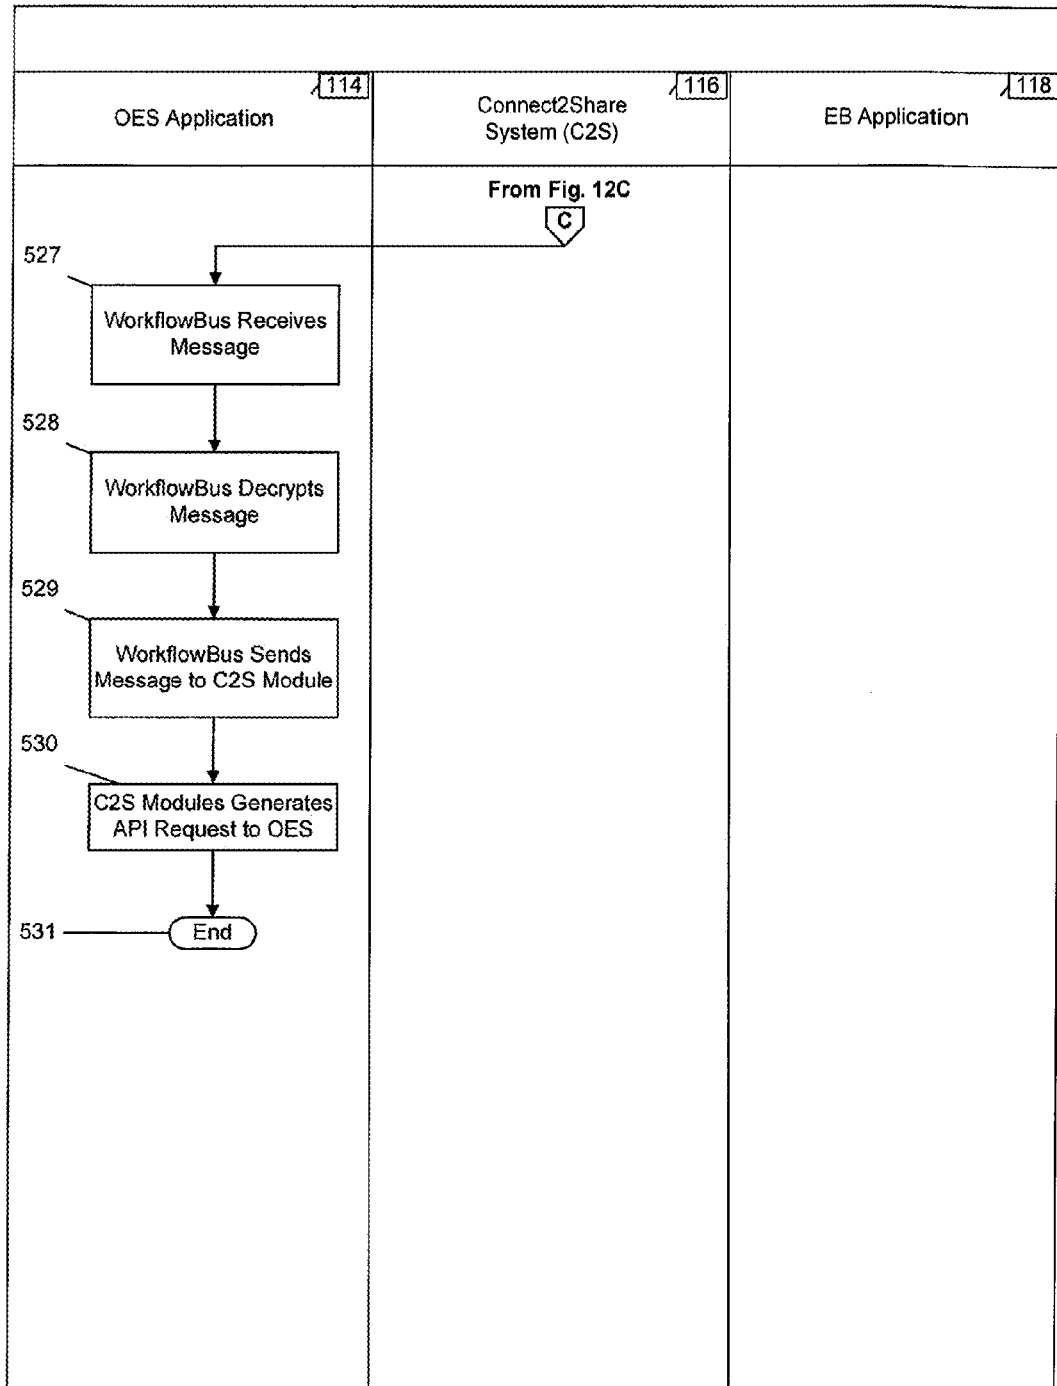 114
OES Application
116
Connect2Share
System (C2S)
118
EB Application
From Fig. 12C
C
527
WorkflowBus Receives
Message
528
WorkflowBus Decrypts
Message
529
WorkflowBus Sends
Message to C2S Module
530
C2S Modules Generates
API Request to OES
531
End